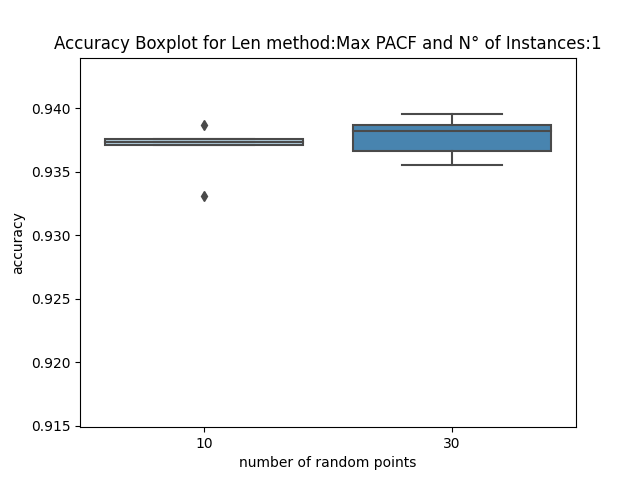 Accuracy Boxplot for Len method:Max PACF and N° of Instances:1
0.940
0.935
0.930
0.925
0.920
0.915
accuracy
10 30
number of random points